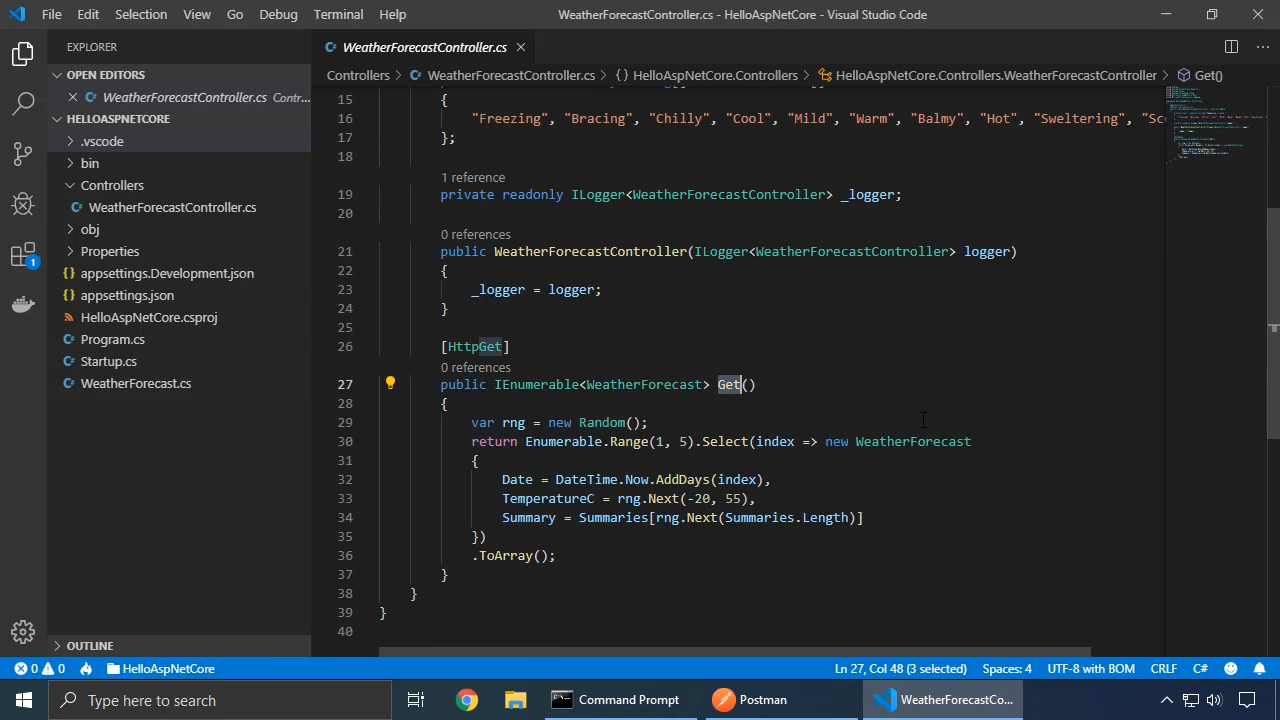 File Edit Selection View Go Debug Terminal Help
WeatherForecastController.cs - HelloAspNetCore - Visual Studio Code
EXPLORER
OPEN EDITORS
WeatherForecastController.cs Contr...
HELLOASPNETCORE
.vscode
bin
Controllers
WeatherForecastController.cs
obj
Properties
{} appsettings.Development.json
{} appsettings.json
HelloAspNetCore.csproj
C# Program.cs
C# Startup.cs
C# WeatherForecast.cs
OUTLINE
1
WeatherForecastController.cs
Controllers > WeatherForecastController.cs > {} HelloAspNetCore.Controllers > HelloAspNetCore.Controllers.WeatherForecastController > Get()
15 {
16 "Freezing", "Bracing", "Chilly", "Cool", "Mild", "Warm", "Balmy", "Hot", "Sweltering", "Sc
17 };
18
1 reference
19 private readonly ILogger<WeatherForecastController> _logger;
20
0 references
21 public WeatherForecastController(ILogger<WeatherForecastController> logger)
22 {
23 _logger = logger;
24 }
25
26 [HttpGet]
0 references
27 public IEnumerable<WeatherForecast> Get()
28 {
29 var rng = new Random();
30 return Enumerable.Range(1, 5).Select(index => new WeatherForecast
31 {
32 Date = DateTime.Now.AddDays(index),
33 TemperatureC = rng.Next(-20, 55),
34 Summary = Summaries[rng.Next(Summaries.Length)]
35 })
36 .ToArray();
37 }
38 }
39 }
40
0 0 HelloAspNetCore Ln 27, Col 48 (3 selected) Spaces: 4 UTF-8 with BOM CRLF C#
Type here to search Command Prompt Postman WeatherForecastCo...